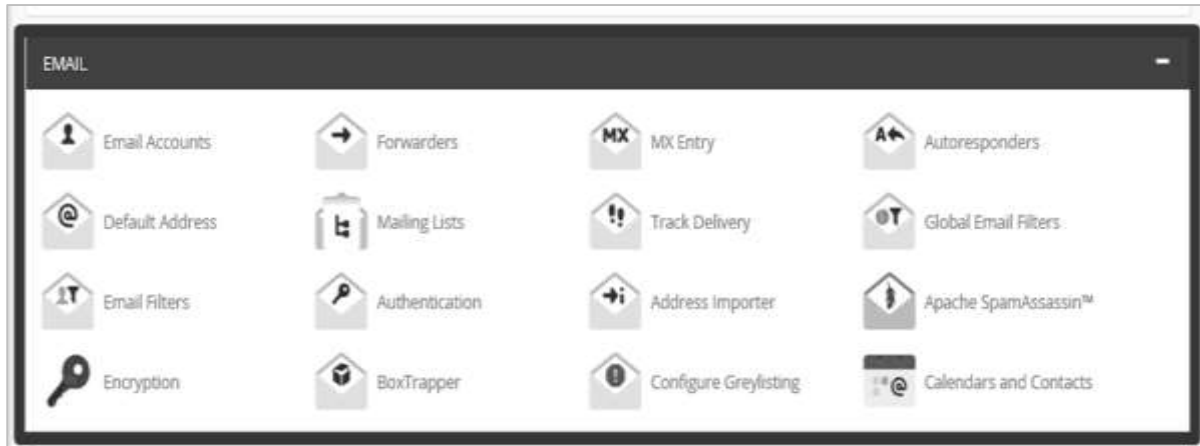 EMAIL
Email Accounts Forwarders MX MX Entry A Autoresponders
@ Default Address Mailing Lists Track Delivery Global Email Filters
Email Filters Authentication Address Importer Apache SpamAssassin™
Encryption BoxTrapper Configure Greylisting @ Calendars and Contacts